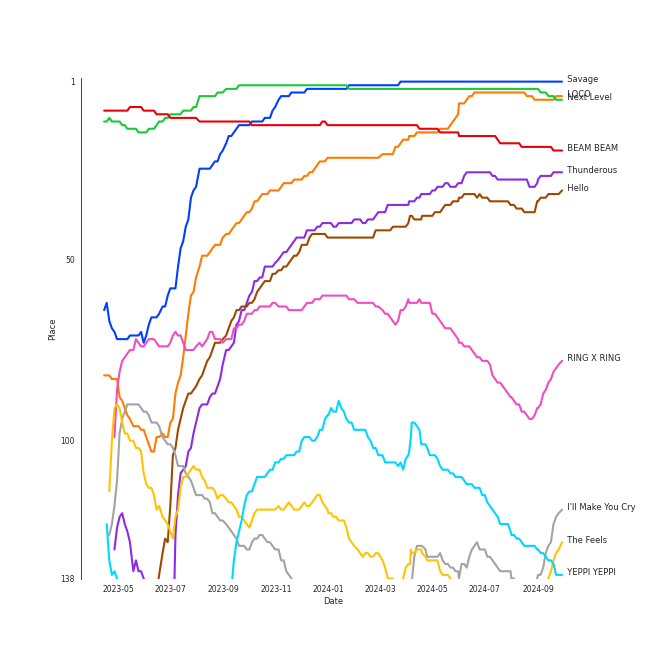 1
50
100
138
Place
Savage
LOCO
Next Level
BEAM BEAM
Thunderous
Hello
RING X RING
I'll Make You Cry
The Feels
YEPPI YEPPI
2023-05 2023-07 2023-09 2023-11 2024-01 2024-03 2024-05 2024-07 2024-09
Date